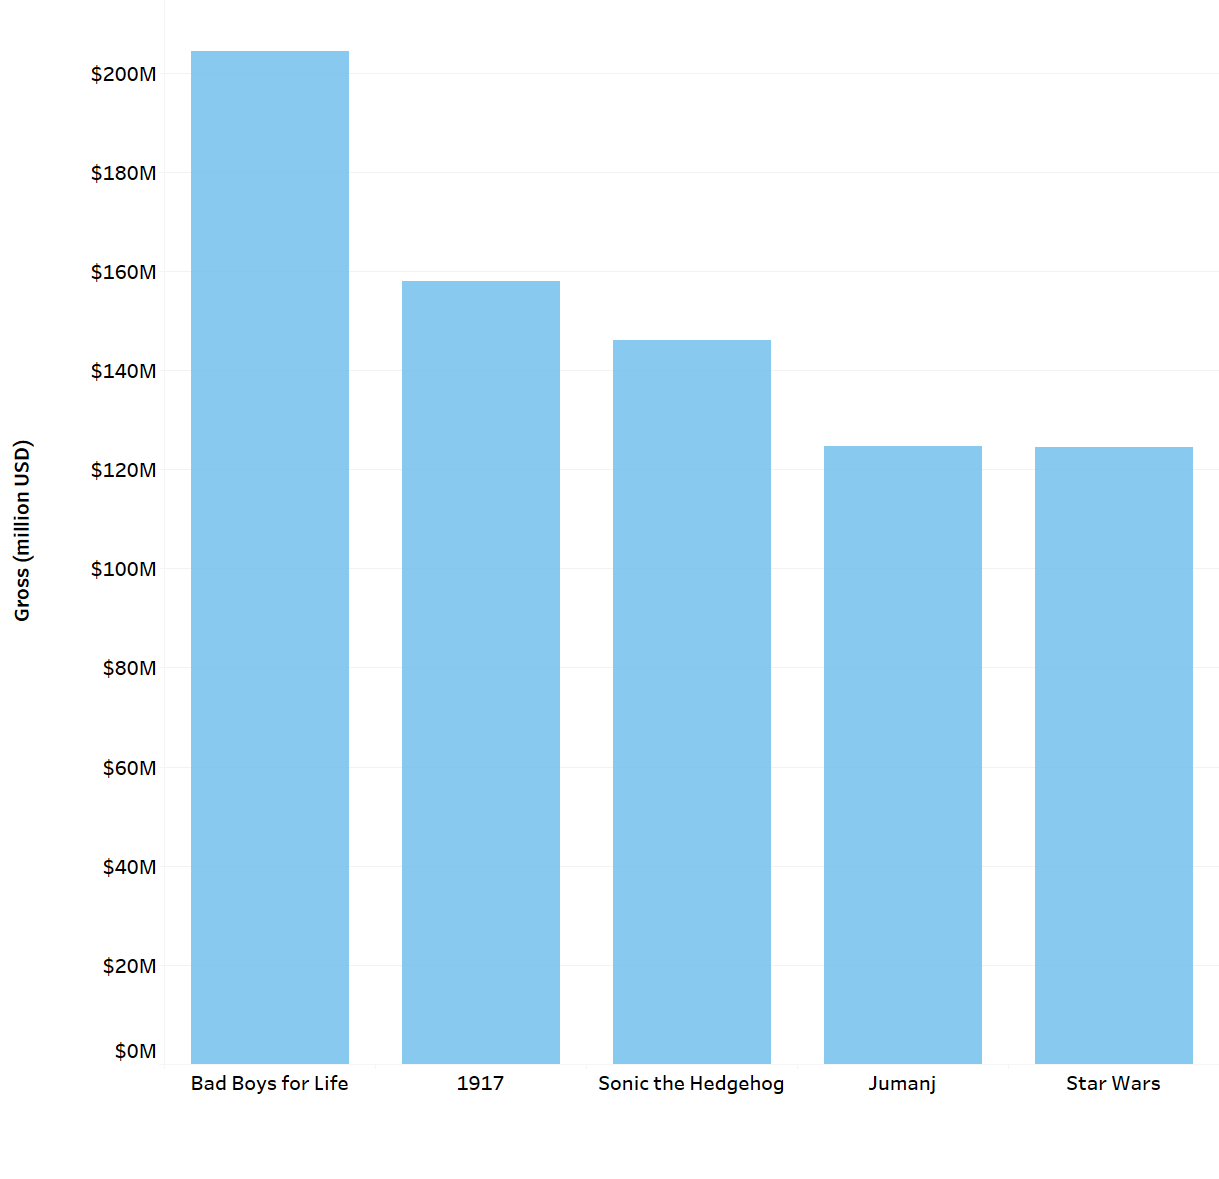 $200M
$180M
$160M
$140M
$120M
$100M
$80M
$60M
$40M
$20M
$0M
Gross (million USD)
Bad Boys for Life
1917
Sonic the Hedgehog
Jumanj
Star Wars